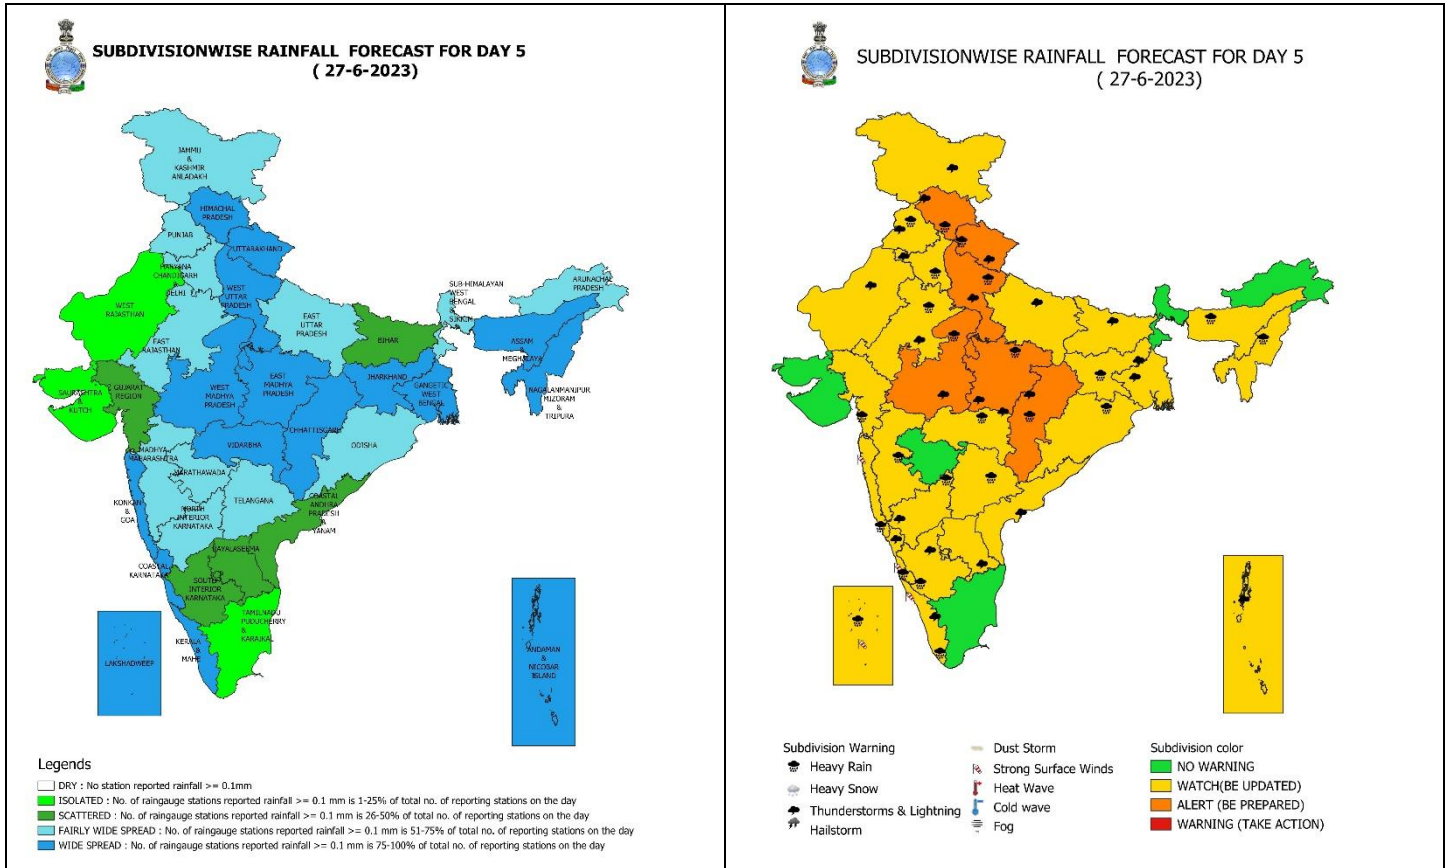 SUBDIVISIONWISE RAINFALL FORECAST FOR DAY 5
( 27-6-2023)
JAMMU
&
KASHMIR
ANLADAKH
HIMACHAL
PRADESH
PUNJAB
UTTARAKHAND
HARYANA
CHANDIGARH
&
DELHI
WEST
UTTAR
PRADESH
WEST
RAJASTHAN
EAST
RAJASTHAN
EAST
UTTAR
PRADESH
BIHAR
SUB-HIMALAYAN
WEST
BENGAL
&
SIKKIM
ARUNACHAL
PRADESH
ASSAM
&
MEGHALAYA
NAGALANMANIPUR
MIZORAM
&
TRIPURA
SAURASHTRA
&
KUTCH
GUJARAT
REGION
WEST
MADHYA
PRADESH
EAST
MADHYA
PRADESH
JHARKHAND
GANGETIC
WEST
BENGAL
CHHATTISGARH
VIDARBHA
ODISHA
MADHYA
MAHARASHTRA
MARATHAWADA
TELANGANA
COASTAL
ANDHRA
PRADESH
&
YANAM
KONKAN
&
GOA
NORTH
INTERIOR
KARNATAKA
RAYALASEEMA
COASTAL
KARNATAKA
SOUTH
INTERIOR
KARNATAKA
TAMILNADU
PUDUCHERRY
&
KARAIKAL
KERALA
&
MAHE
LAKSHADWEEP
ANDAMAN
&
NICOBAR
ISLAND
Legends
DRY : No station reported rainfall >= 0.1mm
ISOLATED : No. of raingauge stations reported rainfall >= 0.1 mm is 1-25% of total no. of reporting stations on the day
SCATTERED : No. of raingauge stations reported rainfall >= 0.1 mm is 26-50% of total no. of reporting stations on the day
FAIRLY WIDE SPREAD : No. of raingauge stations reported rainfall >= 0.1 mm is 51-75% of total no. of reporting stations on the day
WIDE SPREAD : No. of raingauge stations reported rainfall >= 0.1 mm is 75-100% of total no. of reporting stations on the day
SUBDIVISIONWISE RAINFALL FORECAST FOR DAY 5
( 27-6-2023)
Subdivision Warning
Heavy Rain
Heavy Snow
Thunderstorms & Lightning
Hailstorm
Dust Storm
Strong Surface Winds
Heat Wave
Cold wave
Fog
Subdivision color
NO WARNING
WATCH(BE UPDATED)
ALERT (BE PREPARED)
WARNING (TAKE ACTION)